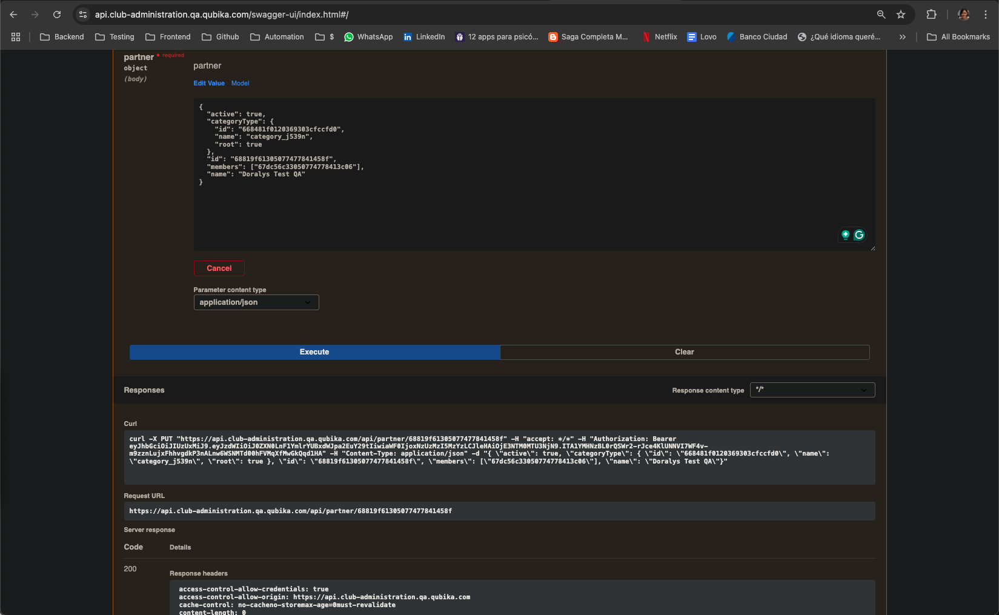 api.club-administration.qa.qubika.com/swagger-ui/index.html#/
Backend Testing Frontend Github Automation $ WhatsApp LinkedIn 12 apps para psicó... Saga Completa M... Netflix Lovo Banco Ciudad ¿Qué idioma queré... » All Bookmarks
partner * required
object
(body)
partner
Edit Value Model
{
"active": true,
"categoryType": {
"id": "668481f0120369303cfccfd0",
"name": "category_j539n",
"root": true
},
"id": "68819f61305077477841458f",
"members": ["67dc56c33050774778413c06"],
"name": "Doralys Test QA"
}
Cancel
Parameter content type
application/json
Execute Clear
Responses Response content type */*
Curl
curl -X PUT "https://api.club-administration.qa.qubika.com/api/partner/68819f61305077477841458f" -H "accept: */*" -H "Authorization: Bearer
eyJhbGciOiJIUzUxMiJ9.eyJzdWIiOiJ0ZXN0LnF1YmlrYUBxdWJpa2EuY29tIiwiaWF0IjoxNzUzMzI5MzYzLCJleHAiOjE3NTM0MTU3NjN9.ITA1YMHNzBL0rQSWr2-rJce4KlUNNVI7WF4v-
m9zznLujxFhhvgdkP3nALnw6WSNMTd00hFVMqXfMwGkQqd1HA" -H "Content-Type: application/json" -d "{ \"active\": true, \"categoryType\": { \"id\": \"668481f0120369303cfccfd0\", \"name\":
\"category_j539n\", \"root\": true }, \"id\": \"68819f61305077477841458f\", \"members\": [\"67dc56c33050774778413c06\"], \"name\": \"Doralys Test QA\"}"
Request URL
https://api.club-administration.qa.qubika.com/api/partner/68819f61305077477841458f
Server response
Code Details
200
Response headers
access-control-allow-credentials: true
access-control-allow-origin: https://api.club-administration.qa.qubika.com
cache-control: no-cacheno-storemax-age=0must-revalidate
content-length: 0